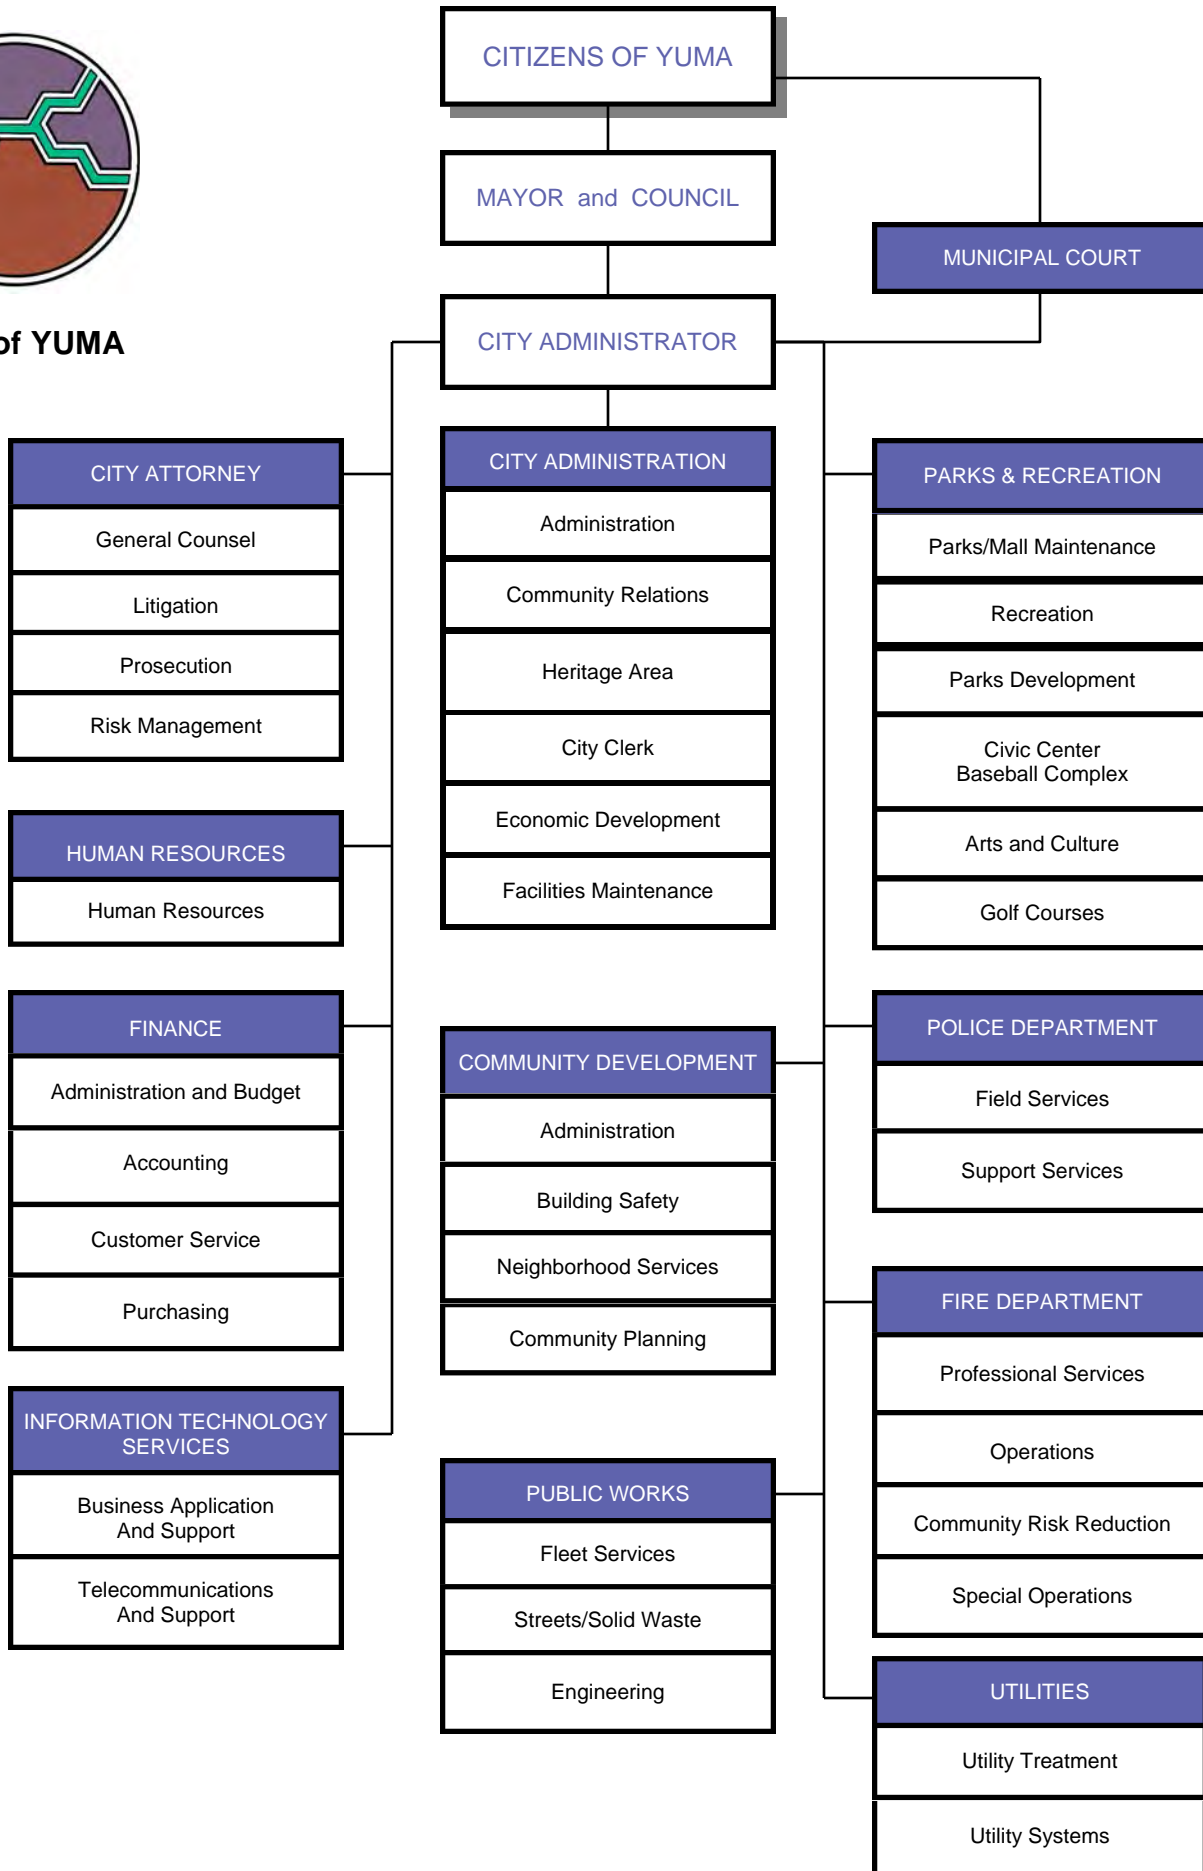 CITIZENS OF YUMA
MAYOR and COUNCIL
MUNICIPAL COURT
CITY ADMINISTRATOR
of YUMA
CITY ATTORNEY
General Counsel
Litigation
Prosecution
Risk Management
HUMAN RESOURCES
Human Resources
FINANCE
Administration and Budget
Accounting
Customer Service
Purchasing
INFORMATION TECHNOLOGY
SERVICES
Business Application
And Support
Telecommunications
And Support
CITY ADMINISTRATION
Administration
Community Relations
Heritage Area
City Clerk
Economic Development
Facilities Maintenance
COMMUNITY DEVELOPMENT
Administration
Building Safety
Neighborhood Services
Community Planning
PUBLIC WORKS
Fleet Services
Streets/Solid Waste
Engineering
PARKS & RECREATION
Parks/Mall Maintenance
Recreation
Parks Development
Civic Center
Baseball Complex
Arts and Culture
Golf Courses
POLICE DEPARTMENT
Field Services
Support Services
FIRE DEPARTMENT
Professional Services
Operations
Community Risk Reduction
Special Operations
UTILITIES
Utility Treatment
Utility Systems